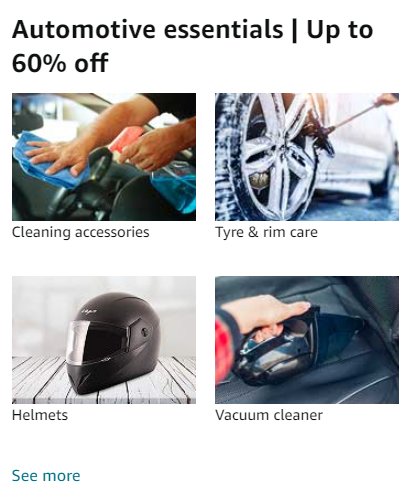 Automotive essentials | Up to
60% off
Cleaning accessories
Tyre & rim care
Helmets
Vacuum cleaner
See more